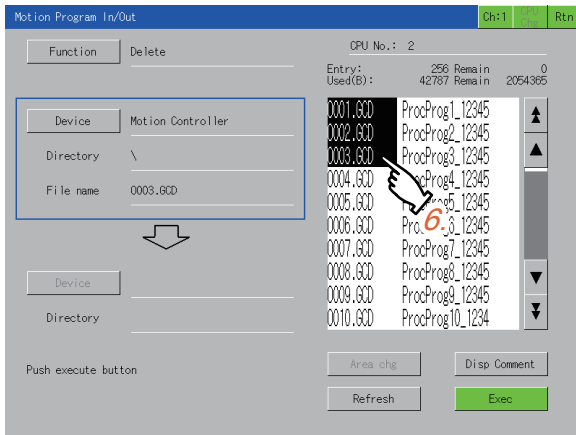 Motion Program In/Out Ch:1 CPU Chg Rtn
Function Delete
CPU No.: 2
Entry: 256 Remain 0
Used(B): 42787 Remain 2054365
Device Motion Controller
Directory \
File name 0003.GCD
Device
Directory
Push execute button
0001.GCD ProcProg1_12345
0002.GCD ProcProg2_12345
0003.GCD ProcProg3_12345
0004.GCD ProcProg4_12345
0005.GCD 5_12345
0006.GCD 6_12345
6.
0007.GCD ProcProg7_12345
0008.GCD ProcProg8_12345
0009.GCD ProcProg9_12345
0010.GCD ProcProg10_1234
Area chg Disp Comment
Refresh Exec